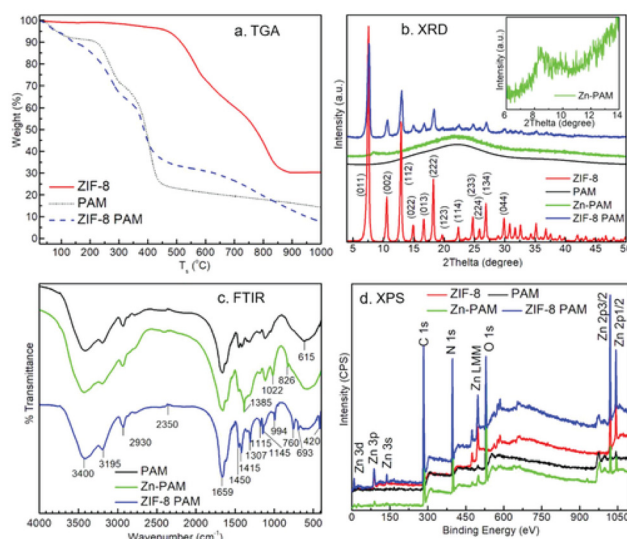 a. TGA
100
90
80
70
60
50
40
30
20
10
0
Weight (%)
ZIF-8
PAM
ZIF-8 PAM
200
400
600
800
1000
Ts (°C)
b. XRD
Intensity (a.u.)
Intensity (a.u.)
Zn-PAM
6
8
10
12
14
2Thelta (degree)
(011)
(002)
(112)
(022)
(013)
(222)
(123)
(114)
(233)
(224)
(134)
(044)
ZIF-8
PAM
Zn-PAM
ZIF-8 PAM
5
10
15
20
25
30
35
40
45
50
2Thelta (degree)
c. FTIR
% Transmittance
615
826
1022
1385
2350
2930
3195
3400
1659
1450
1415
1307
1115
1145
994
760
693
420
PAM
Zn-PAM
ZIF-8 PAM
4000
3500
3000
2500
2000
1500
1000
500
Wavenumber (cm-1)
d. XPS
ZIF-8
PAM
Zn-PAM
ZIF-8 PAM
Intensity (CPS)
Zn 3d
Zn 3p
Zn 3s
C 1s
N 1s
Zn LMM
O 1s
Zn 2p3/2
Zn 2p1/2
0
150
300
450
600
750
900
1050
Binding Energy (eV)